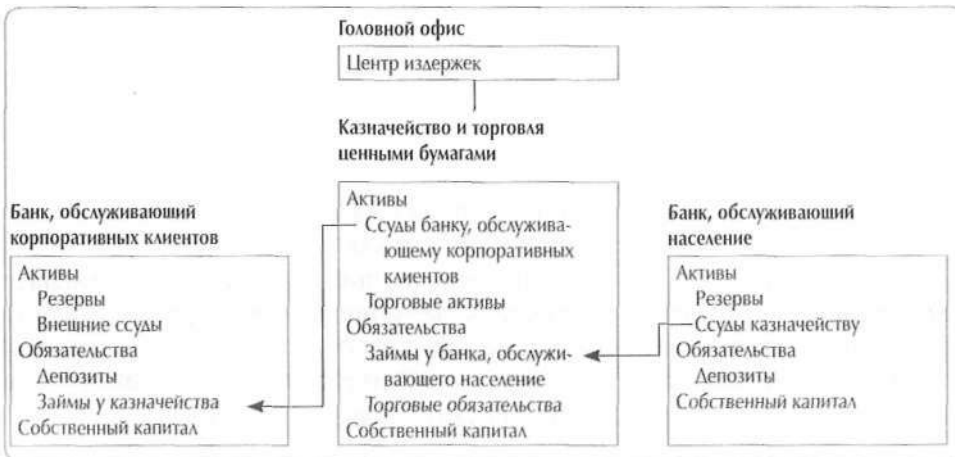 Головной офис
Центр издержек
Казначейство и торговля
ценными бумагами
Активы
Ссуды банку, обслужива-
ющему корпоративных
клиентов
Торговые активы
Обязательства
Займы у банка, обслужи-
вающего население
Торговые обязательства
Собственный капитал
Банк, обслуживающий
корпоративных клиентов
Активы
Резервы
Внешние ссуды
Обязательства
Депозиты
Займы у казначейства
Собственный капитал
Банк, обслуживающий
население
Активы
Резервы
Ссуды казначейству
Обязательства
Депозиты
Собственный капитал